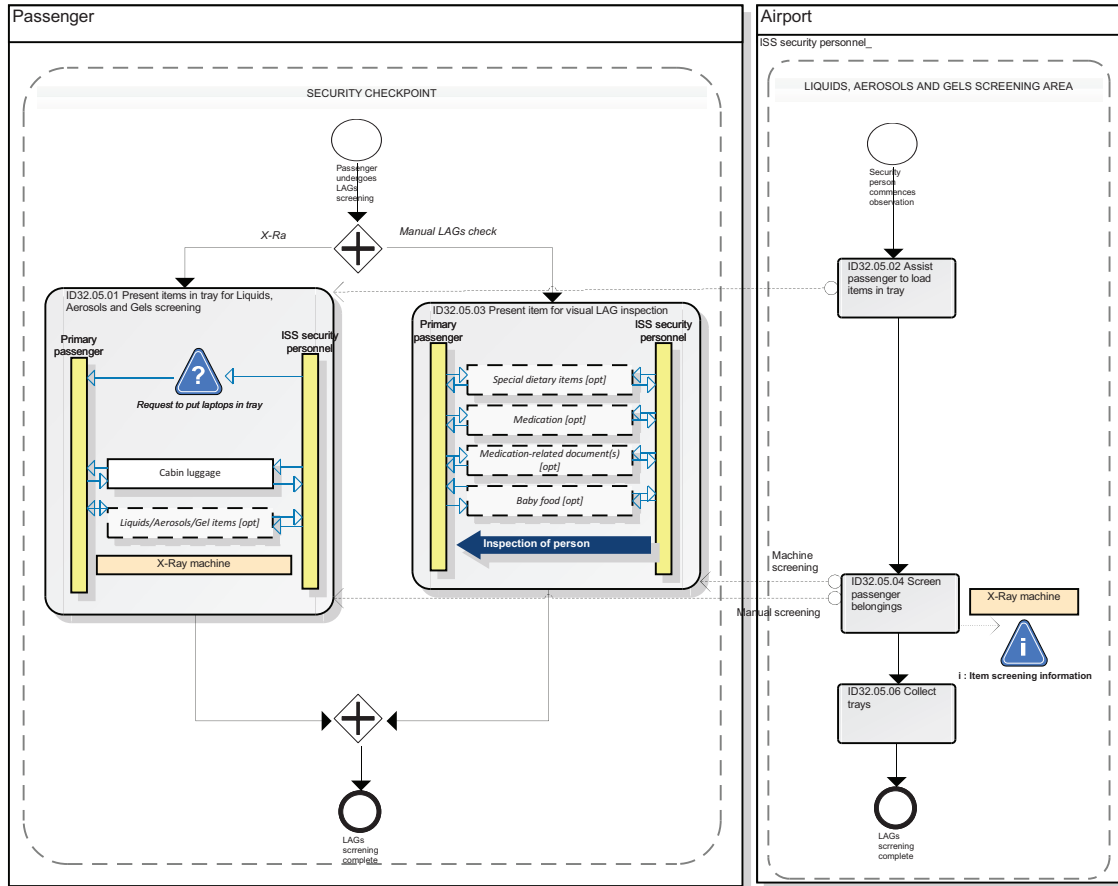 Passenger
SECURITY CHECKPOINT
Passenger
undergoes
LAGs
screening
X-Ra
Manual LAGs check
ID32.05.01 Present items in tray for Liquids,
Aerosols and Gels screening
Primary
passenger
ISS security
personnel
?
Request to put laptops in tray
Cabin luggage
Liquids/Aerosols/Gel items [opt]
X-Ray machine
ID32.05.03 Present item for visual LAG inspection
Primary
passenger
ISS security
personnel
Special dietary items [opt]
Medication [opt]
Medication-related document(s)
[opt]
Baby food [opt]
Inspection of person
LAGs
scrrening
complete
Airport
ISS security personnel_
LIQUIDS, AEROSOLS AND GELS SCREENING AREA
Security
person
commences
observation
ID32.05.02 Assist
passenger to load
items in tray
Machine
screening
Manual screening
ID32.05.04 Screen
passenger
belongings
X-Ray machine
i
i : Item screening information
ID32.05.06 Collect
trays
LAGs
scrrening
complete